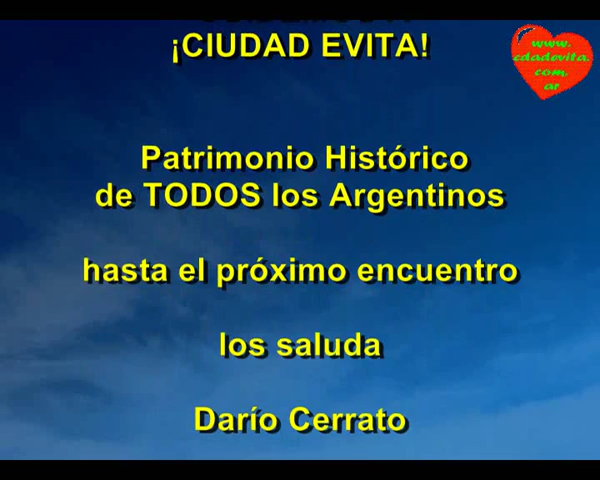 ¡CIUDAD EVITA!
www.
cdadevita
com
ar
Patrimonio Histórico
de TODOS los Argentinos
hasta el próximo encuentro
los saluda
Darío Cerrato